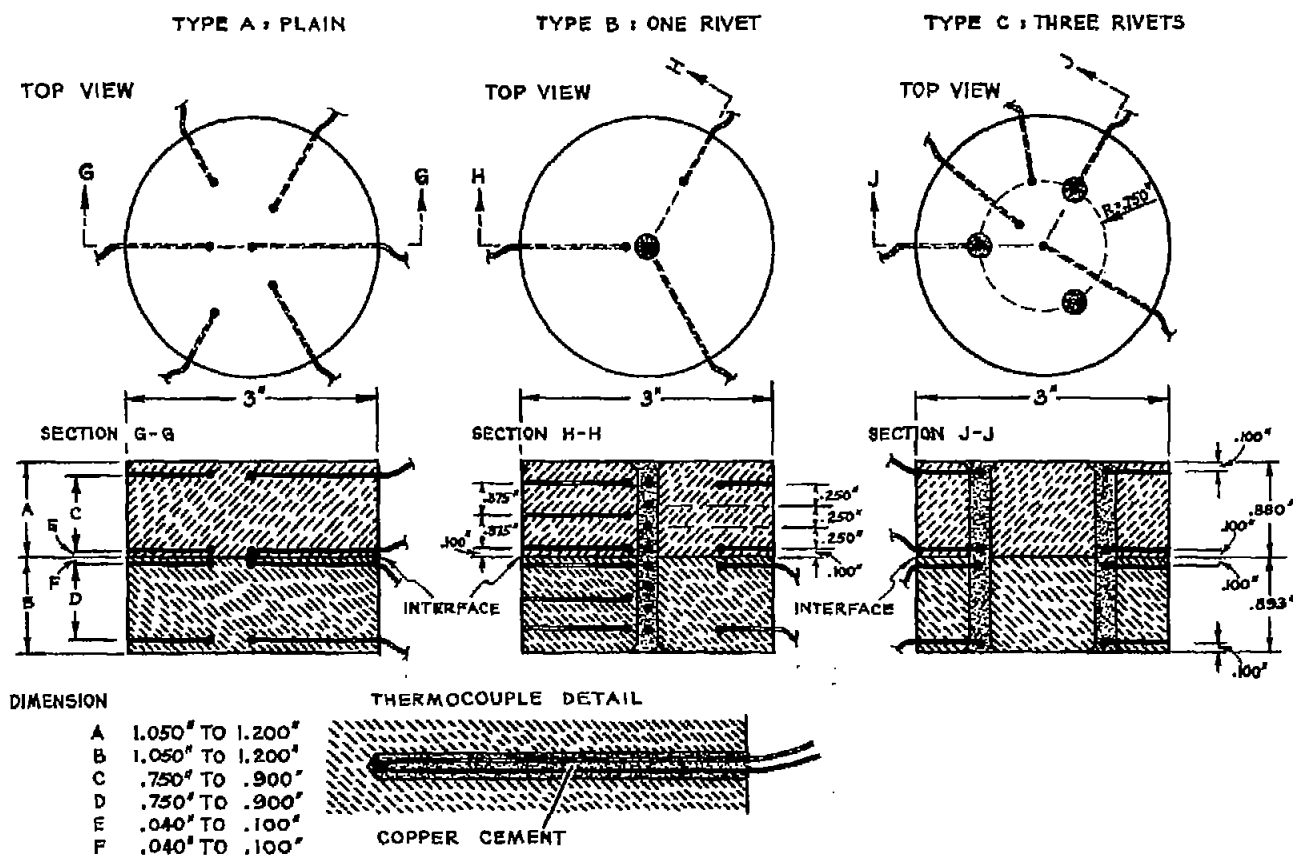 TYPE A : PLAIN
TYPE B : ONE RIVET
TYPE C : THREE RIVETS
TOP VIEW
TOP VIEW
TOP VIEW
G
G
H
H
J
J
R=.750"
3"
3"
3"
SECTION G-G
SECTION H-H
SECTION J-J
A
B
C
D
E
F
.375"
.375"
.100"
.250"
.250"
.250"
.100"
INTERFACE
INTERFACE
.100"
.880"
.100"
.100"
.893"
.100"
DIMENSION
A 1.050" TO 1.200"
B 1.050" TO 1.200"
C .750" TO .900"
D .750" TO .900"
E .040" TO .100"
F .040" TO .100"
THERMOCOUPLE DETAIL
COPPER CEMENT